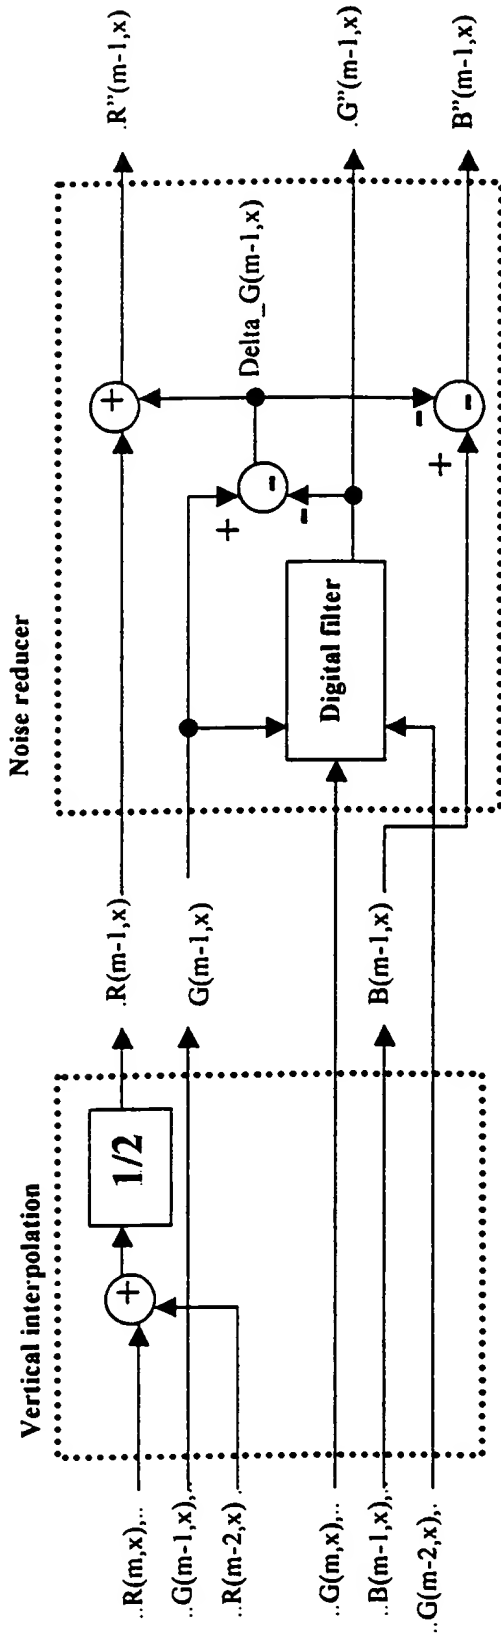 Vertical interpolation
Noise reducer
..R(m,x),..
..G(m-1,x),..
..R(m-2,x)..
..G(m,x),..
..B(m-1,x),..
..G(m-2,x),.
+
1/2
.R(m-1,x)
G(m-1,x)
B(m-1,x)
Digital filter
+
+
-
-
Delta_G(m-1,x)
+
-
-
.R"(m-1,x)
.G"(m-1,x)
B"(m-1,x)